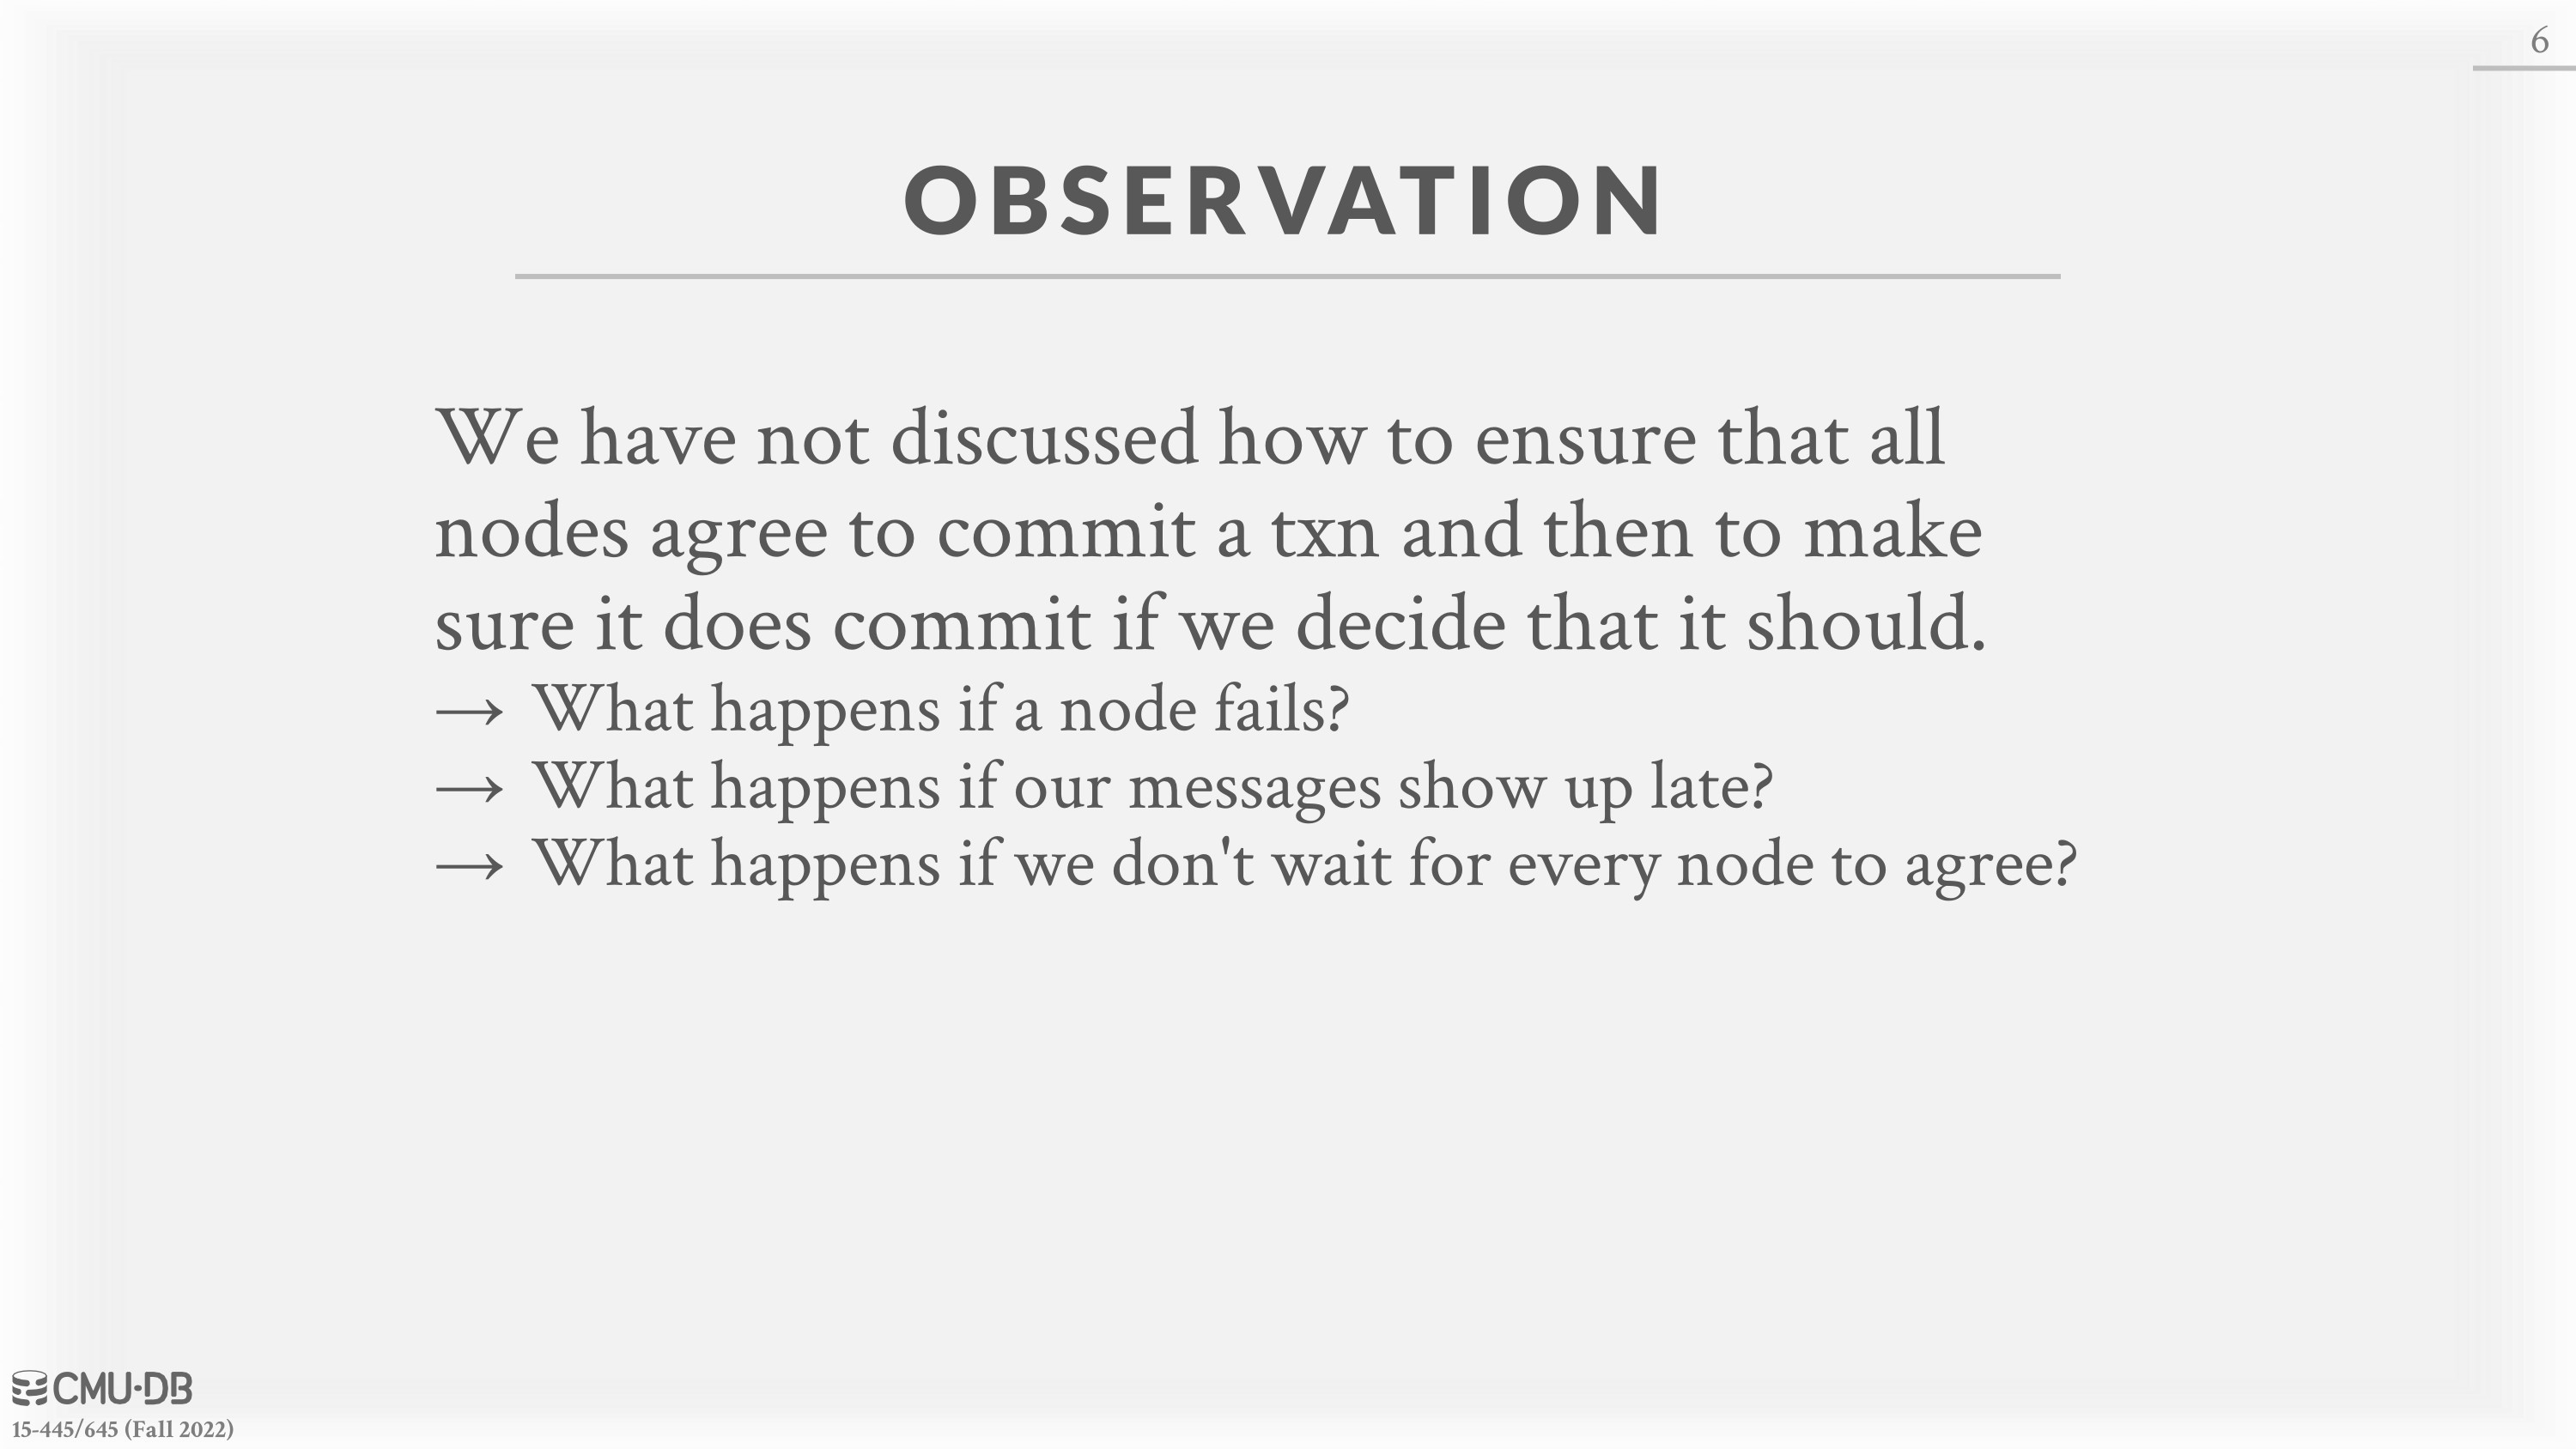 6
OBSERVATION
We have not discussed how to ensure that all
nodes agree to commit a txn and then to make
sure it does commit if we decide that it should.
→ What happens if a node fails?
→ What happens if our messages show up late?
→ What happens if we don't wait for every node to agree?
CMU·DB
15-445/645 (Fall 2022)